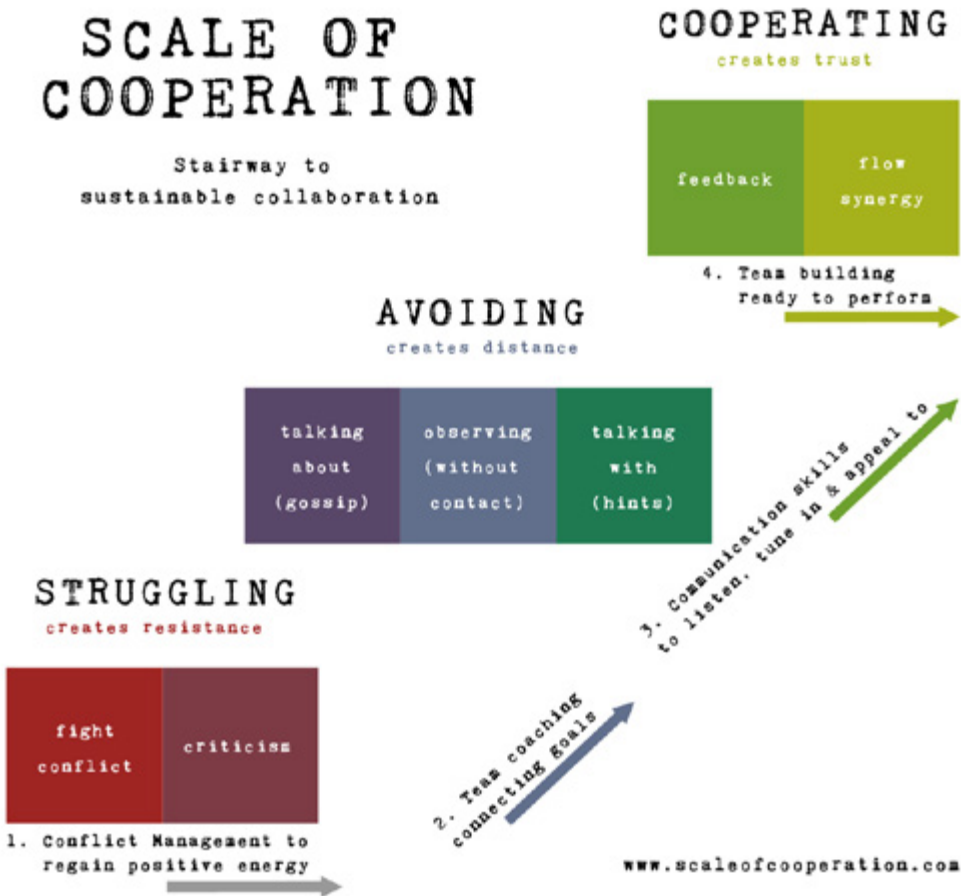 SCALE OF
COOPERATION
Stairway to
sustainable collaboration
COOPERATING
creates trust
feedback
flow
synergy
4. Team building
ready to perform
AVOIDING
creates distance
talking
about
(gossip)
observing
(without
contact)
talking
with
(hints)
3. Communication skills
to listen, tune in & appeal to
STRUGGLING
creates resistance
fight
conflict
criticism
1. Conflict Management to
regain positive energy
2. Team coaching
connecting goals
www.scaleofcooperation.com